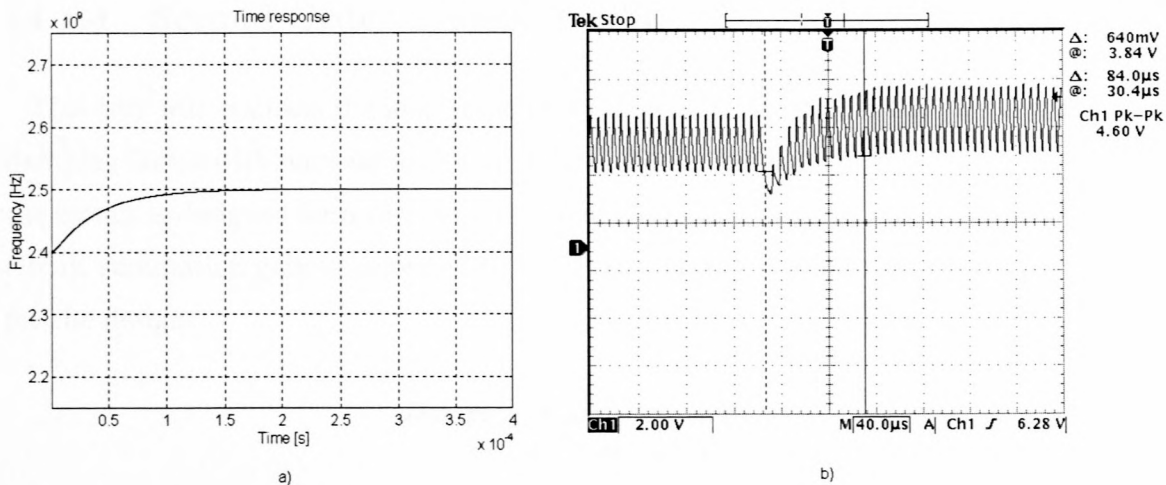 Time response
x 10⁹
Frequency [Hz]
2.7
2.6
2.5
2.4
2.3
2.2
0.5 1 1.5 2 2.5 3 3.5 4
Time [s]
x 10⁻⁴
a)
Tek Stop
T
T
Δ: 640mV
@: 3.84 V
Δ: 84.0µs
@: 30.4µs
Ch1 Pk-Pk
4.60 V
1
Ch1 2.00 V M 40.0µs A Ch1 ∫ 6.28 V
b)